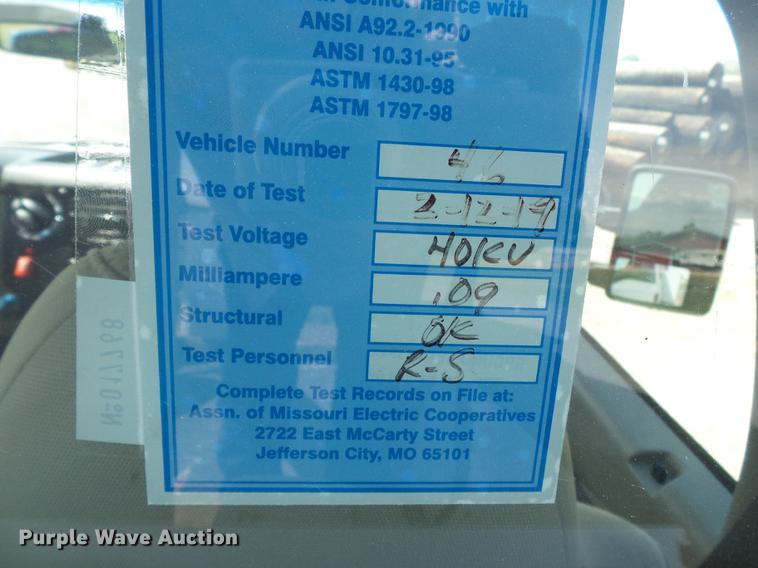 Conformance with
ANSI A92.2-1990
ANSI 10.31-95
ASTM 1430-98
ASTM 1797-98
Vehicle Number 46
Date of Test 2-12-19
Test Voltage 40KV
Milliampere .09
Structural OK
Test Personnel R-S
Complete Test Records on File at:
Assn. of Missouri Electric Cooperatives
2722 East McCarty Street
Jefferson City, MO 65101
Nº017768
Purple Wave Auction